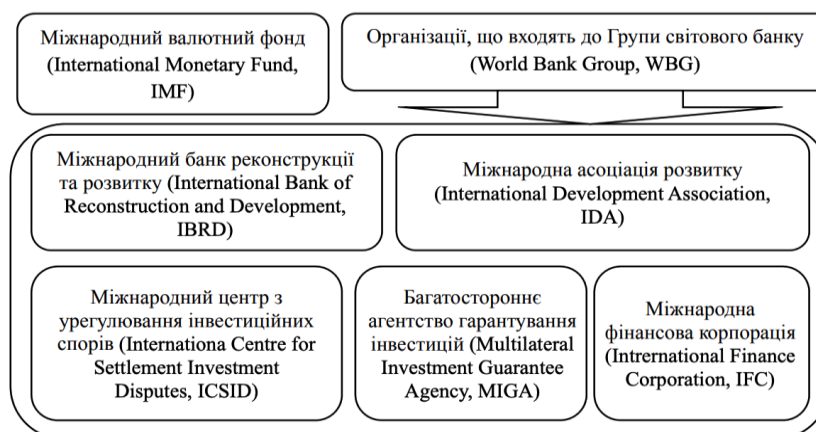 Міжнародний валютний фонд
(International Monetary Fund,
IMF)
Організації, що входять до Групи світового банку
(World Bank Group, WBG)
Міжнародний банк реконструкції
та розвитку (International Bank of
Reconstruction and Development,
IBRD)
Міжнародна асоціація розвитку
(International Development Association,
IDA)
Міжнародний центр з
урегулювання інвестиційних
спорів (Internationa Centre for
Settlement Investment
Disputes, ICSID)
Багатостороннє
агентство гарантування
інвестицій (Multilateral
Investment Guarantee
Agency, MIGA)
Міжнародна
фінансова корпорація
(Intrernational Finance
Corporation, IFC)